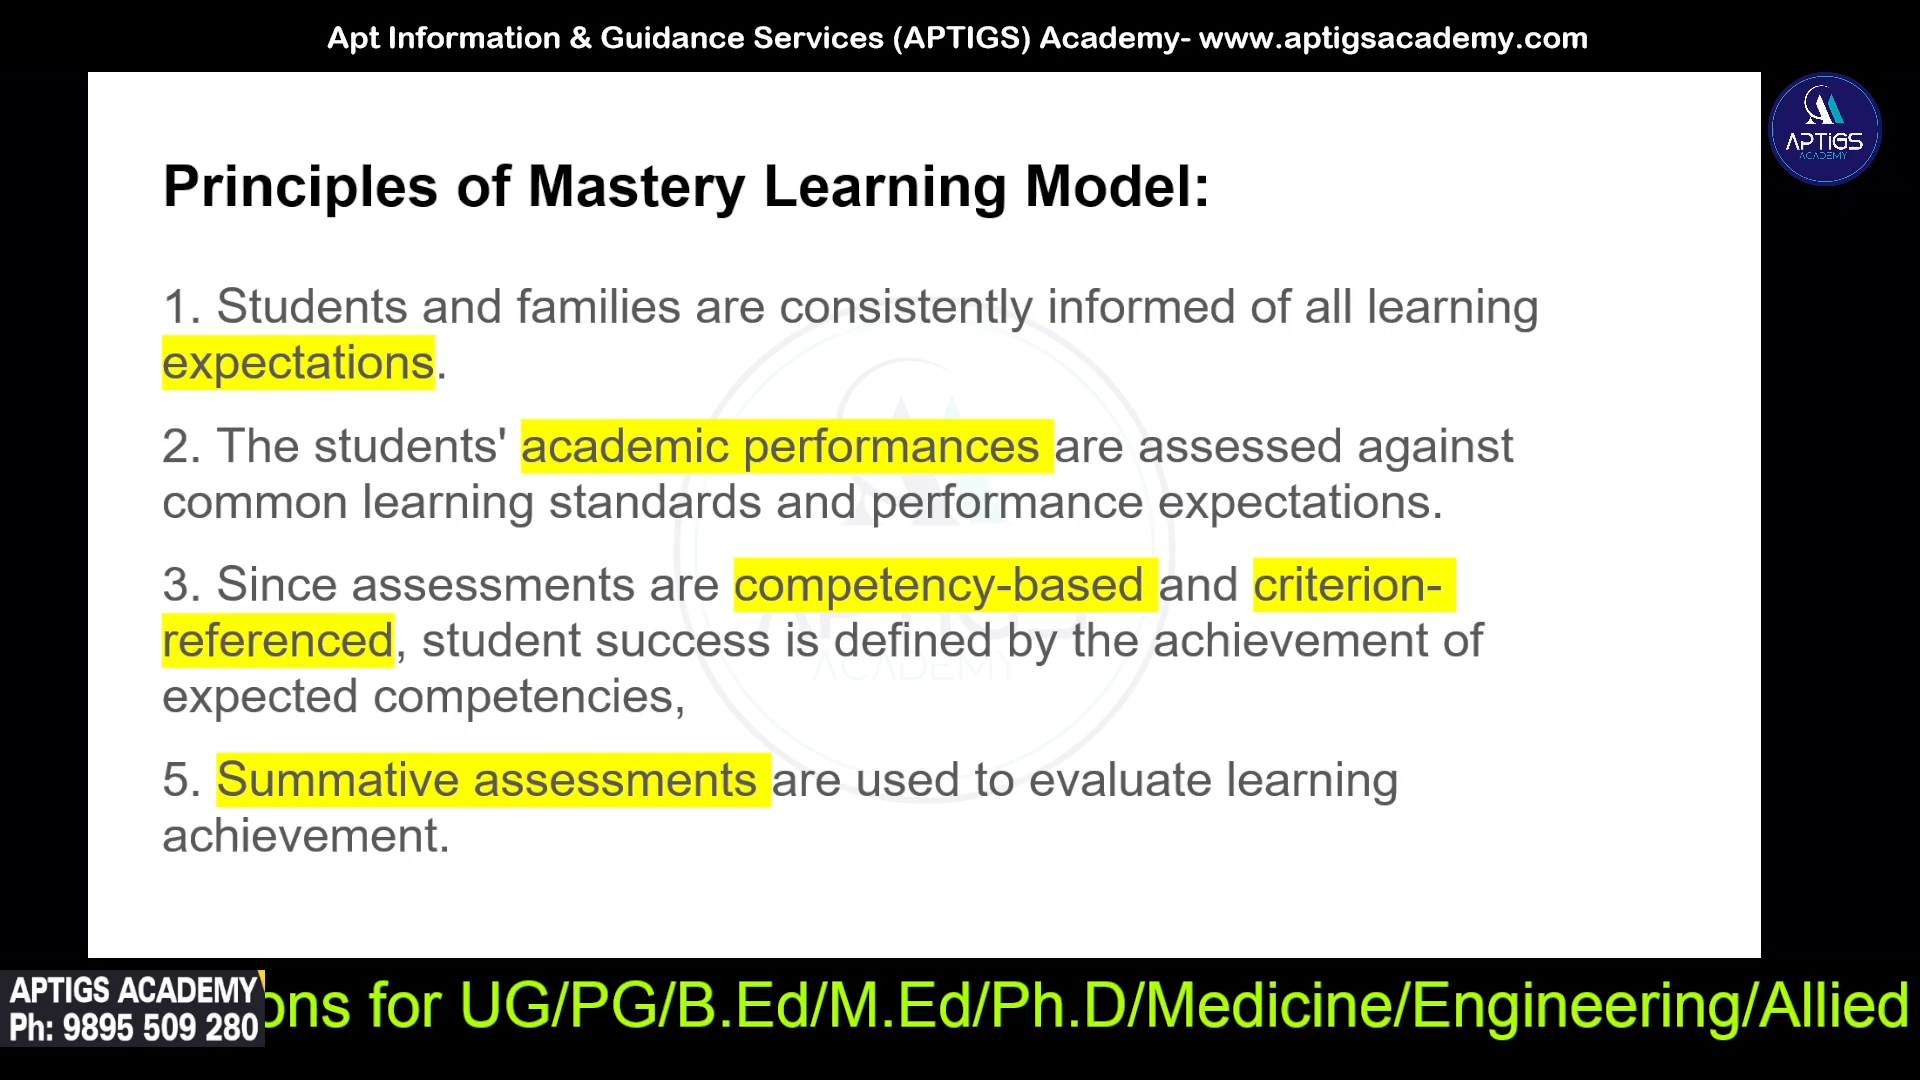 Apt Information & Guidance Services (APTIGS) Academy- www.aptigsacademy.com
APTiGS
ACADEMY
Principles of Mastery Learning Model:
1. Students and families are consistently informed of all learning
expectations.
2. The students' academic performances are assessed against
common learning standards and performance expectations.
3. Since assessments are competency-based and criterion-
referenced, student success is defined by the achievement of
expected competencies,
5. Summative assessments are used to evaluate learning
achievement.
APTIGS ACADEMY
Ph: 9895 509 280
ons for UG/PG/B.Ed/M.Ed/Ph.D/Medicine/Engineering/Allied